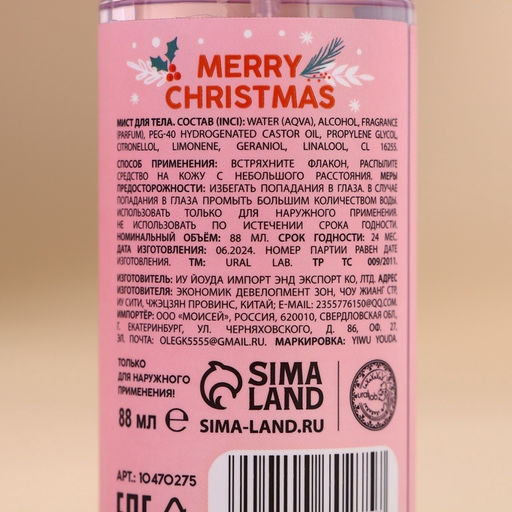 MERRY
CHRISTMAS
МИСТ ДЛЯ ТЕЛА. СОСТАВ (INCI): WATER (AQVA), ALCOHOL, FRAGRANCE
(PARFUM), PEG-40 HYDROGENATED CASTOR OIL, PROPYLENE GLYCOL,
CITRONELLOL, LIMONENE, GERANIOL, LINALOOL, CL 16255.
СПОСОБ ПРИМЕНЕНИЯ: ВСТРЯХНИТЕ ФЛАКОН, РАСПЫЛИТЕ
СРЕДСТВО НА КОЖУ С НЕБОЛЬШОГО РАССТОЯНИЯ. МЕРЫ
ПРЕДОСТОРОЖНОСТИ: ИЗБЕГАТЬ ПОПАДАНИЯ В ГЛАЗА. В СЛУЧАЕ
ПОПАДАНИЯ В ГЛАЗА ПРОМЫТЬ БОЛЬШИМ КОЛИЧЕСТВОМ ВОДЫ.
ИСПОЛЬЗОВАТЬ ТОЛЬКО ДЛЯ НАРУЖНОГО ПРИМЕНЕНИЯ.
НЕ ИСПОЛЬЗОВАТЬ ПО ИСТЕЧЕНИИ СРОКА ГОДНОСТИ.
НОМИНАЛЬНЫЙ ОБЪЁМ: 88 МЛ. СРОК ГОДНОСТИ: 24 МЕС.
ДАТА ИЗГОТОВЛЕНИЯ: 06.2024. НОМЕР ПАРТИИ РАВЕН ДАТЕ
ИЗГОТОВЛЕНИЯ. ТМ: URAL LAB. ТР ТС 009/2011.
ИЗГОТОВИТЕЛЬ: ИУ ЙОУДА ИМПОРТ ЭНД ЭКСПОРТ КО, ЛТД. АДРЕС
ИЗГОТОВИТЕЛЯ: ЭКОНОМИК ДЕВЕЛОПМЕНТ ЗОН, ЧОУ ЖИАНГ СТР,
ИУ СИТИ, ЧЖЭЦЗЯН ПРОВИНС, КИТАЙ; E-MAIL: 2355776150@QQ.COM.
ИМПОРТЁР: ООО «МОИСЕЙ», РОССИЯ, 620010, СВЕРДЛОВСКАЯ ОБЛ.,
Г. ЕКАТЕРИНБУРГ, УЛ. ЧЕРНЯХОВСКОГО, Д. 86, ОФ. 27.
ЭЛ. ПОЧТА: OLEGK5555@GMAIL.RU. МАРКИРОВКА: YIWU YOUDA.
ТОЛЬКО
ДЛЯ НАРУЖНОГО
ПРИМЕНЕНИЯ!
88 МЛ ℮
SIMA
LAND
SIMA-LAND.RU
АРТ.: 10470275
ЕАС